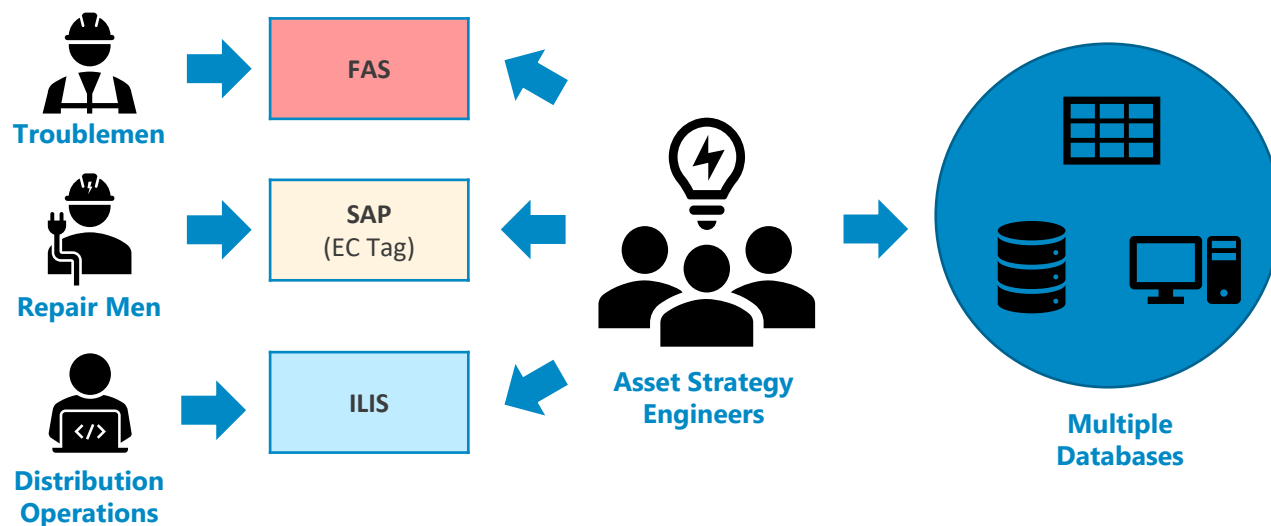 Troublemen
FAS
Repair Men
SAP
(EC Tag)
Distribution
Operations
ILIS
Asset Strategy
Engineers
Multiple
Databases